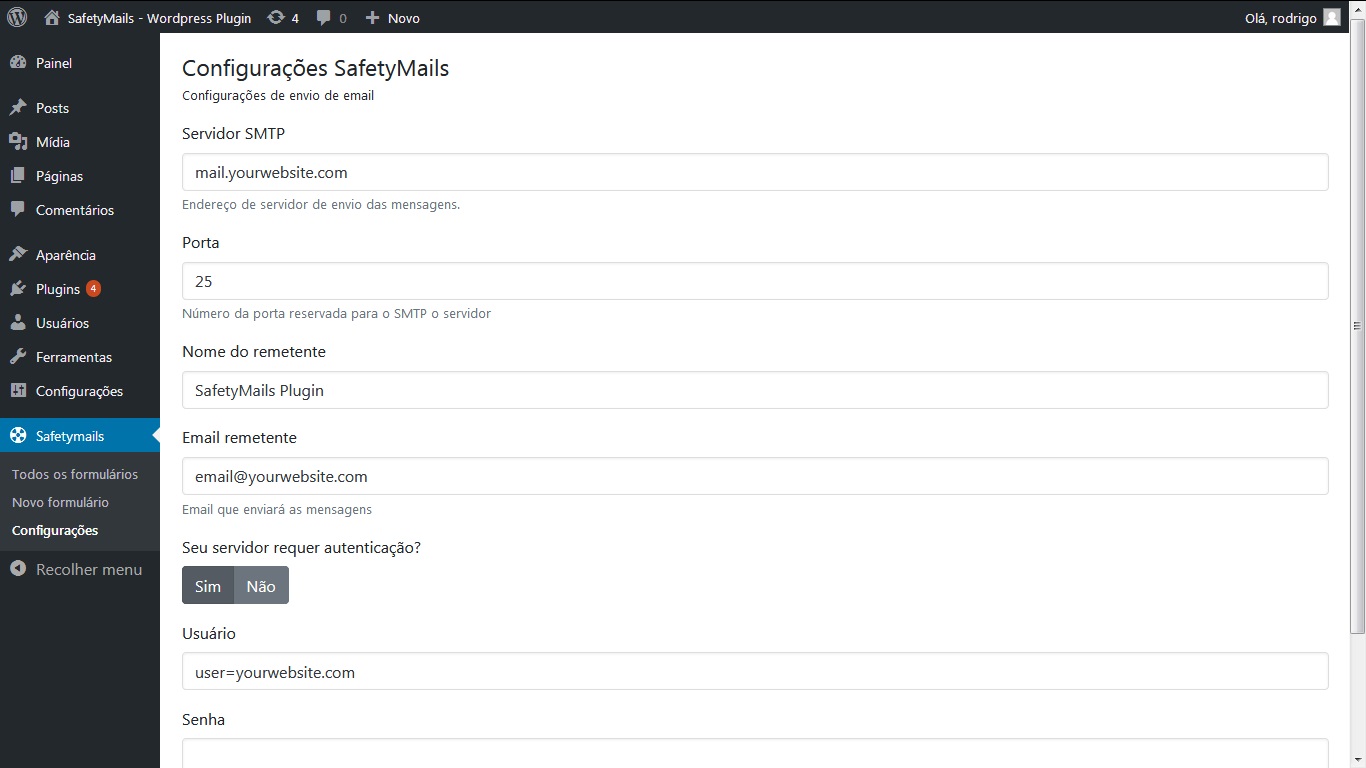 SafetyMails - Wordpress Plugin 4 0 Novo Olá, rodrigo
Painel
Posts
Mídia
Páginas
Comentários
Aparência
Plugins 4
Usuários
Ferramentas
Configurações
Safetymails
Todos os formulários
Novo formulário
Configurações
Recolher menu
Configurações SafetyMails
Configurações de envio de email
Servidor SMTP
mail.yourwebsite.com
Endereço de servidor de envio das mensagens.
Porta
25
Número da porta reservada para o SMTP o servidor
Nome do remetente
SafetyMails Plugin
Email remetente
email@yourwebsite.com
Email que enviará as mensagens
Seu servidor requer autenticação?
Sim Não
Usuário
user=yourwebsite.com
Senha